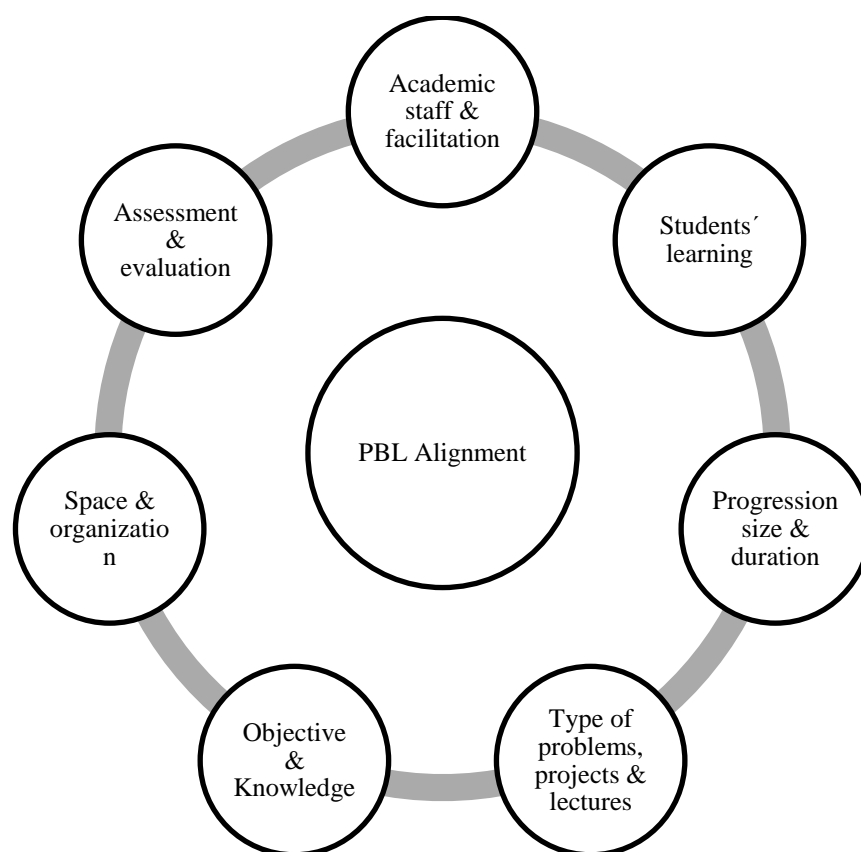 Academic
staff &
facilitation
Students´
learning
Progression
size &
duration
Type of
problems,
projects &
lectures
Objective
&
Knowledge
Space &
organizatio
n
Assessment
&
evaluation
PBL Alignment